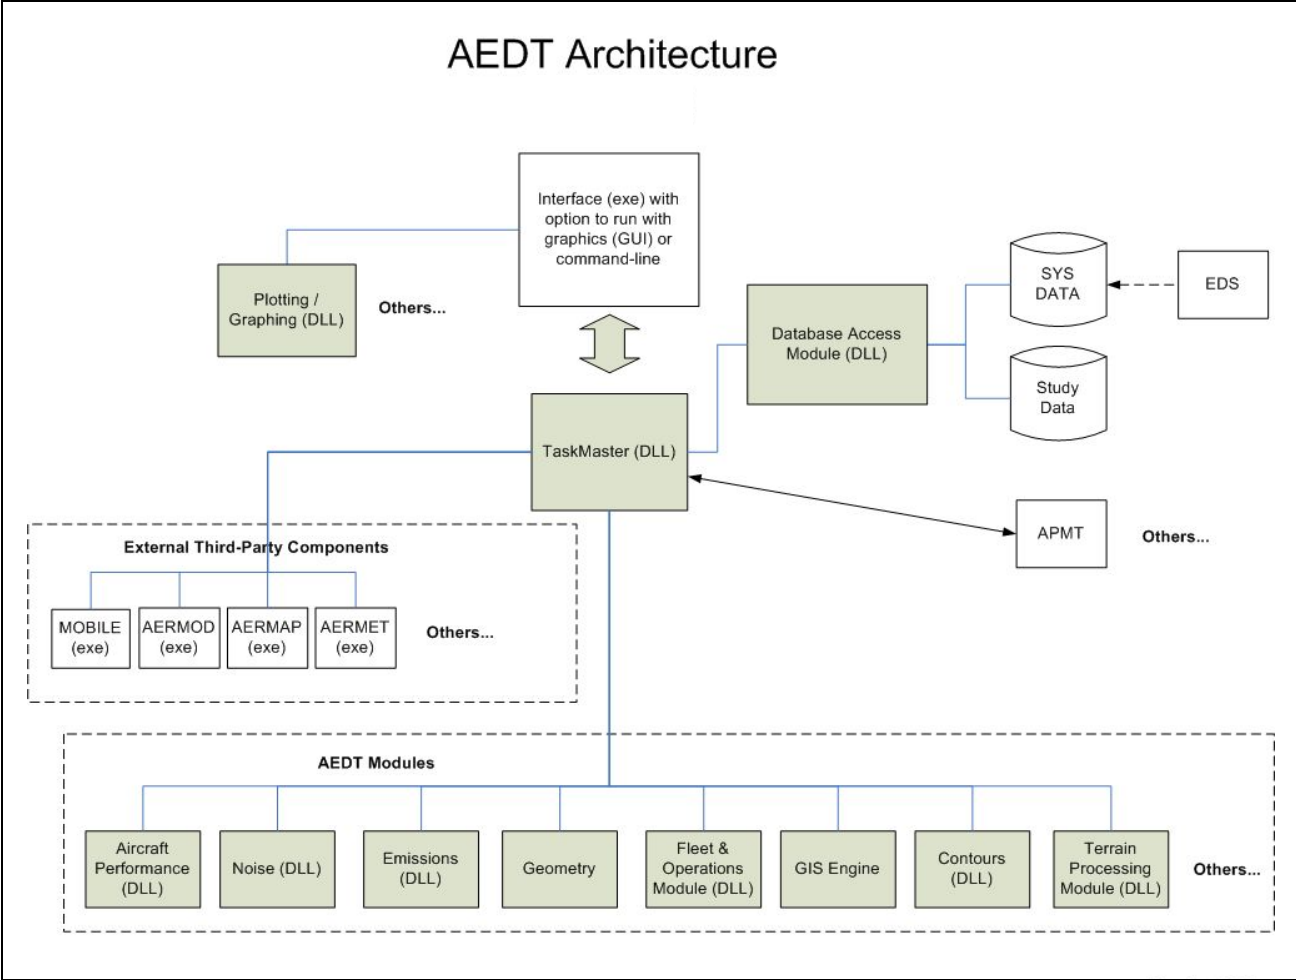 AEDT Architecture
Interface (exe) with
option to run with
graphics (GUI) or
command-line
Plotting /
Graphing (DLL)
Others...
Database Access
Module (DLL)
SYS
DATA
EDS
Study
Data
TaskMaster (DLL)
APMT
Others...
External Third-Party Components
MOBILE
(exe)
AERMOD
(exe)
AERMAP
(exe)
AERMET
(exe)
Others...
AEDT Modules
Aircraft
Performance
(DLL)
Noise (DLL)
Emissions
(DLL)
Geometry
Fleet &
Operations
Module (DLL)
GIS Engine
Contours
(DLL)
Terrain
Processing
Module (DLL)
Others...